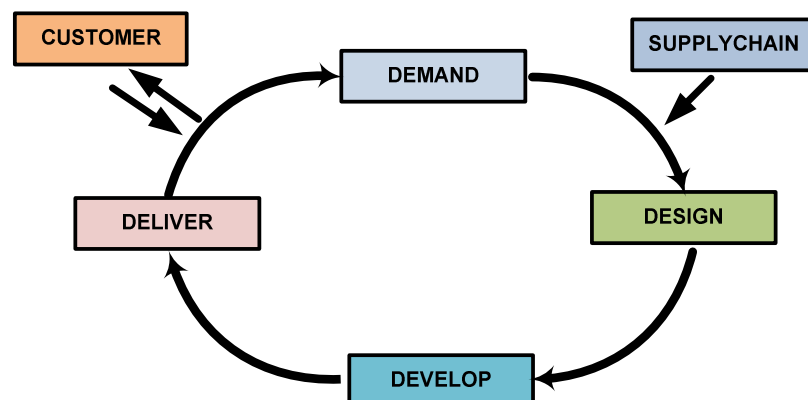 CUSTOMER
SUPPLYCHAIN
DEMAND
DELIVER
DESIGN
DEVELOP